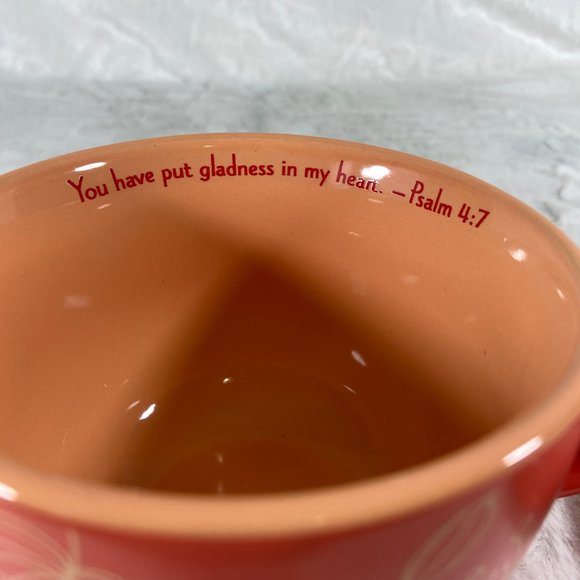 You have put gladness in my heart. – Psalm 4:7